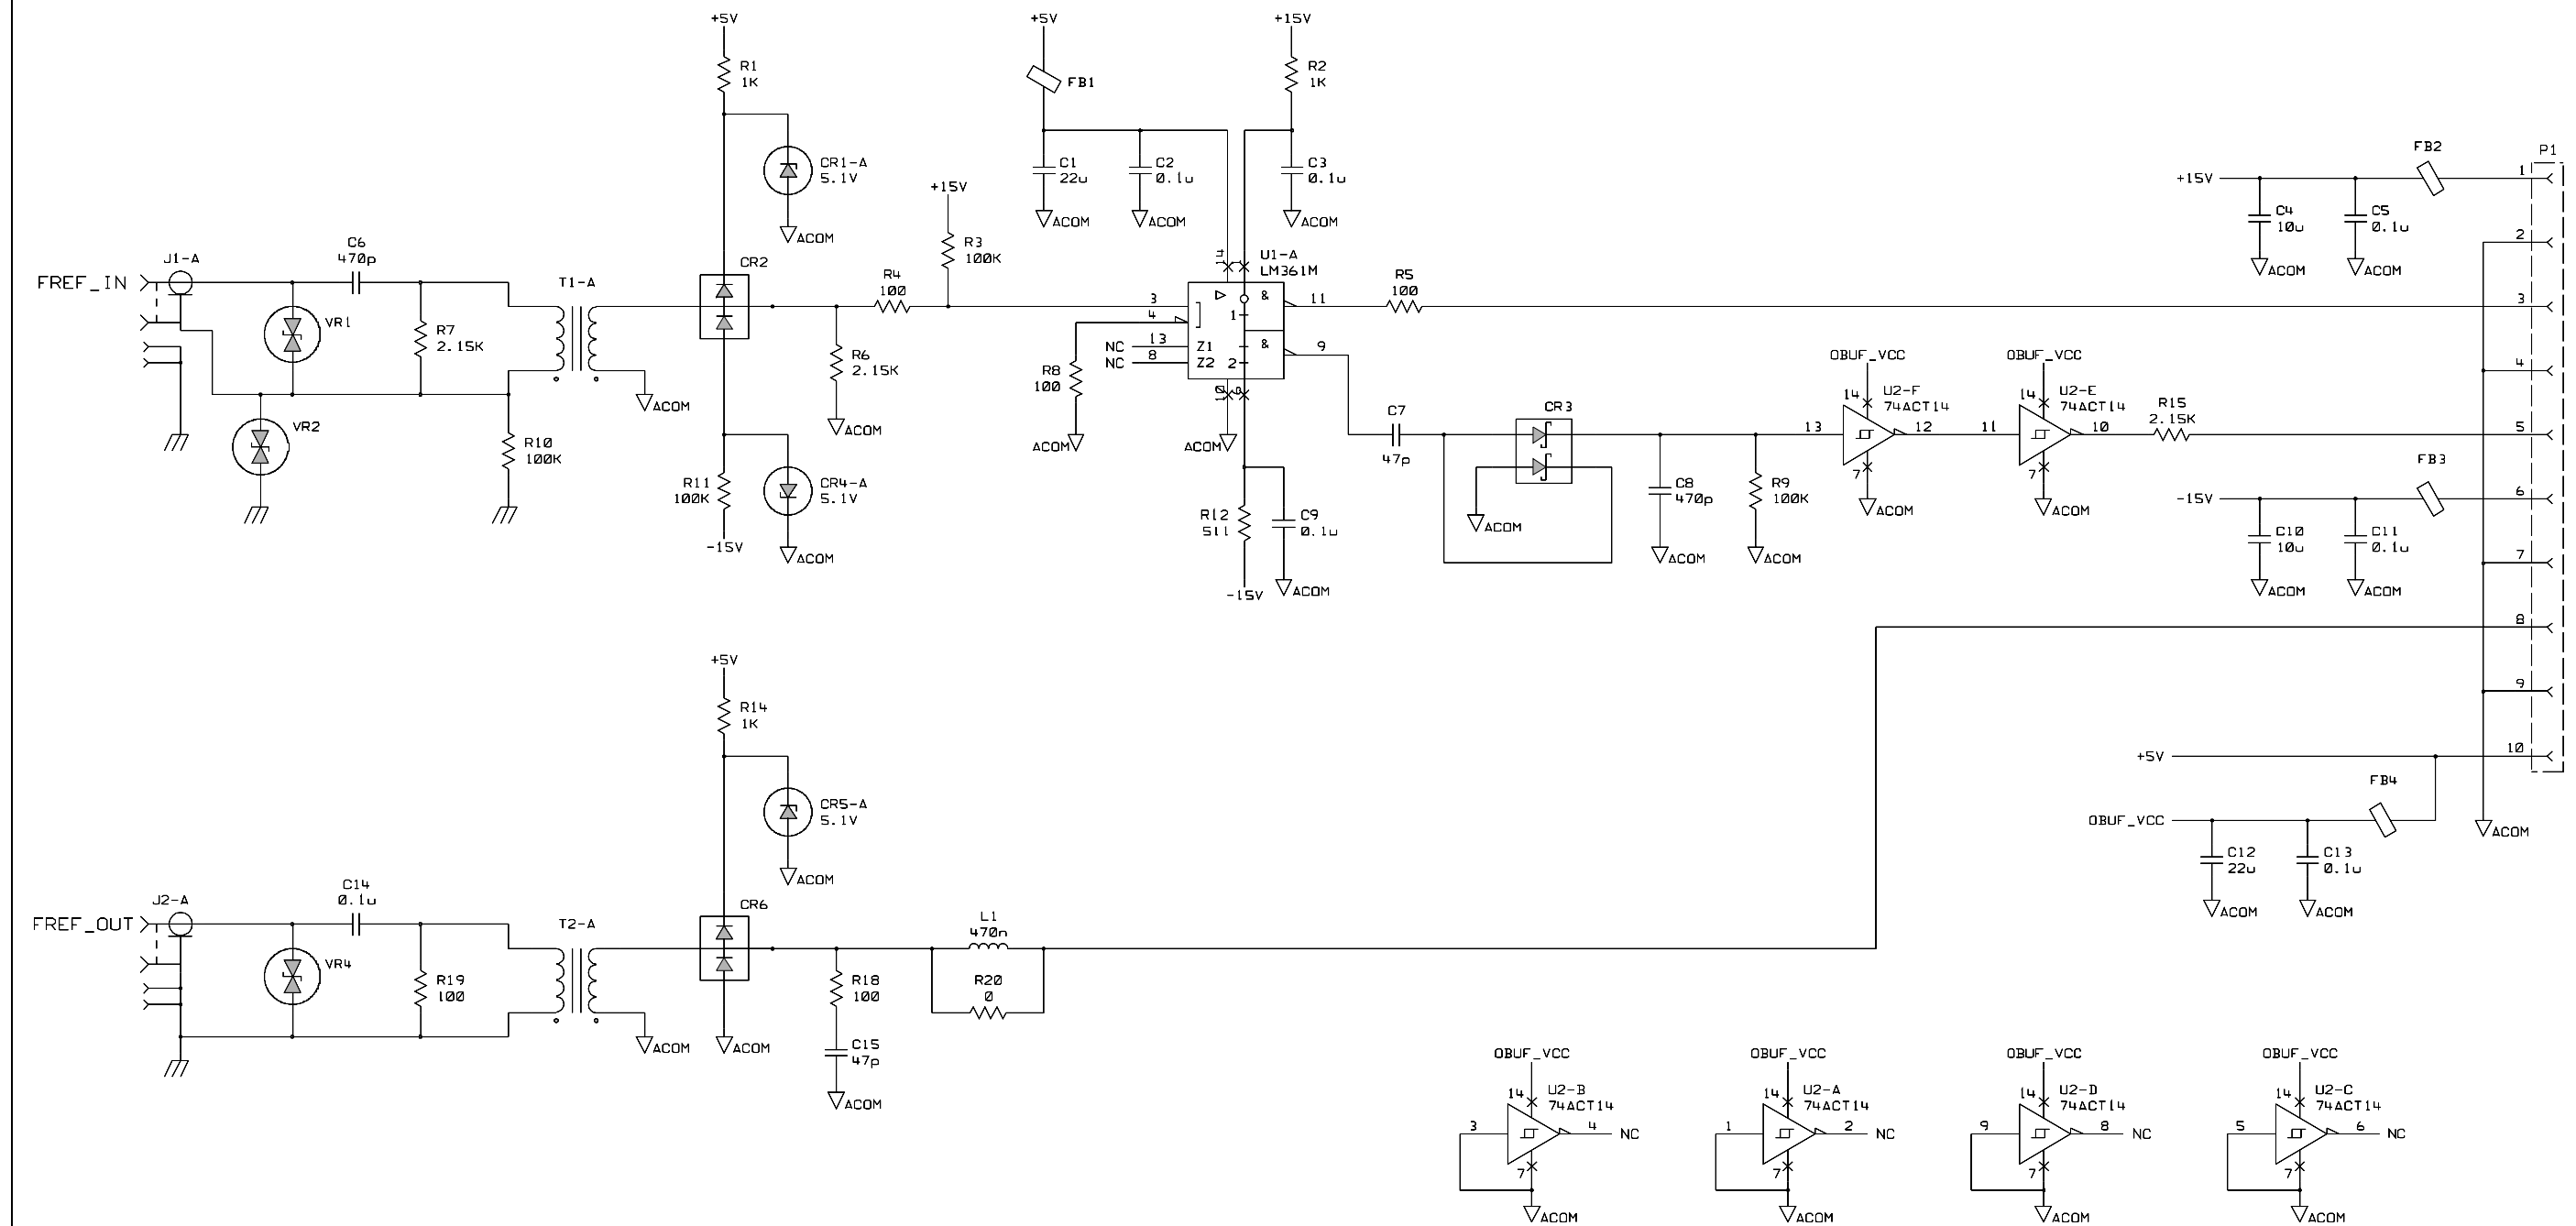 +5V
+5V
+15V
R1
1K
FB1
R2
1K
CR1-A
5.1V
ACOM
C1
22u
ACOM
C2
0.1u
ACOM
C3
0.1u
ACOM
+15V
R3
100K
FB2
P1
+15V
1
C4
10u
ACOM
C5
0.1u
ACOM
2
FREF_IN
J1-A
C6
470p
VR1
R7
2.15K
VR2
R10
100K
T1-A
ACOM
CR2
R4
100
R6
2.15K
ACOM
R11
100K
-15V
CR4-A
5.1V
ACOM
U1-A
LM361M
14
1
3
4
NC 13 Z1
NC 8 Z2
&
1
&
2
11
9
10
6
R8
100
ACOM
ACOM
R5
100
3
R12
511
-15V
C9
0.1u
ACOM
C7
47p
CR3
ACOM
C8
470p
ACOM
R9
100K
ACOM
OBUF_VCC
U2-F
74ACT14
14
13
12
7
ACOM
OBUF_VCC
U2-E
74ACT14
14
11
10
7
ACOM
R15
2.15K
4
5
FB3
-15V
6
C10
10u
ACOM
C11
0.1u
ACOM
7
8
9
+5V
10
FB4
OBUF_VCC
C12
22u
ACOM
C13
0.1u
ACOM
ACOM
+5V
R14
1K
CR5-A
5.1V
ACOM
FREF_OUT
J2-A
C14
0.1u
VR4
R19
100
T2-A
ACOM
CR6
ACOM
R18
100
C15
47p
ACOM
L1
470n
R20
0
OBUF_VCC
U2-B
74ACT14
14
3
4
NC
7
ACOM
OBUF_VCC
U2-A
74ACT14
14
1
2
NC
7
ACOM
OBUF_VCC
U2-D
74ACT14
14
9
8
NC
7
ACOM
OBUF_VCC
U2-C
74ACT14
14
5
6
NC
7
ACOM